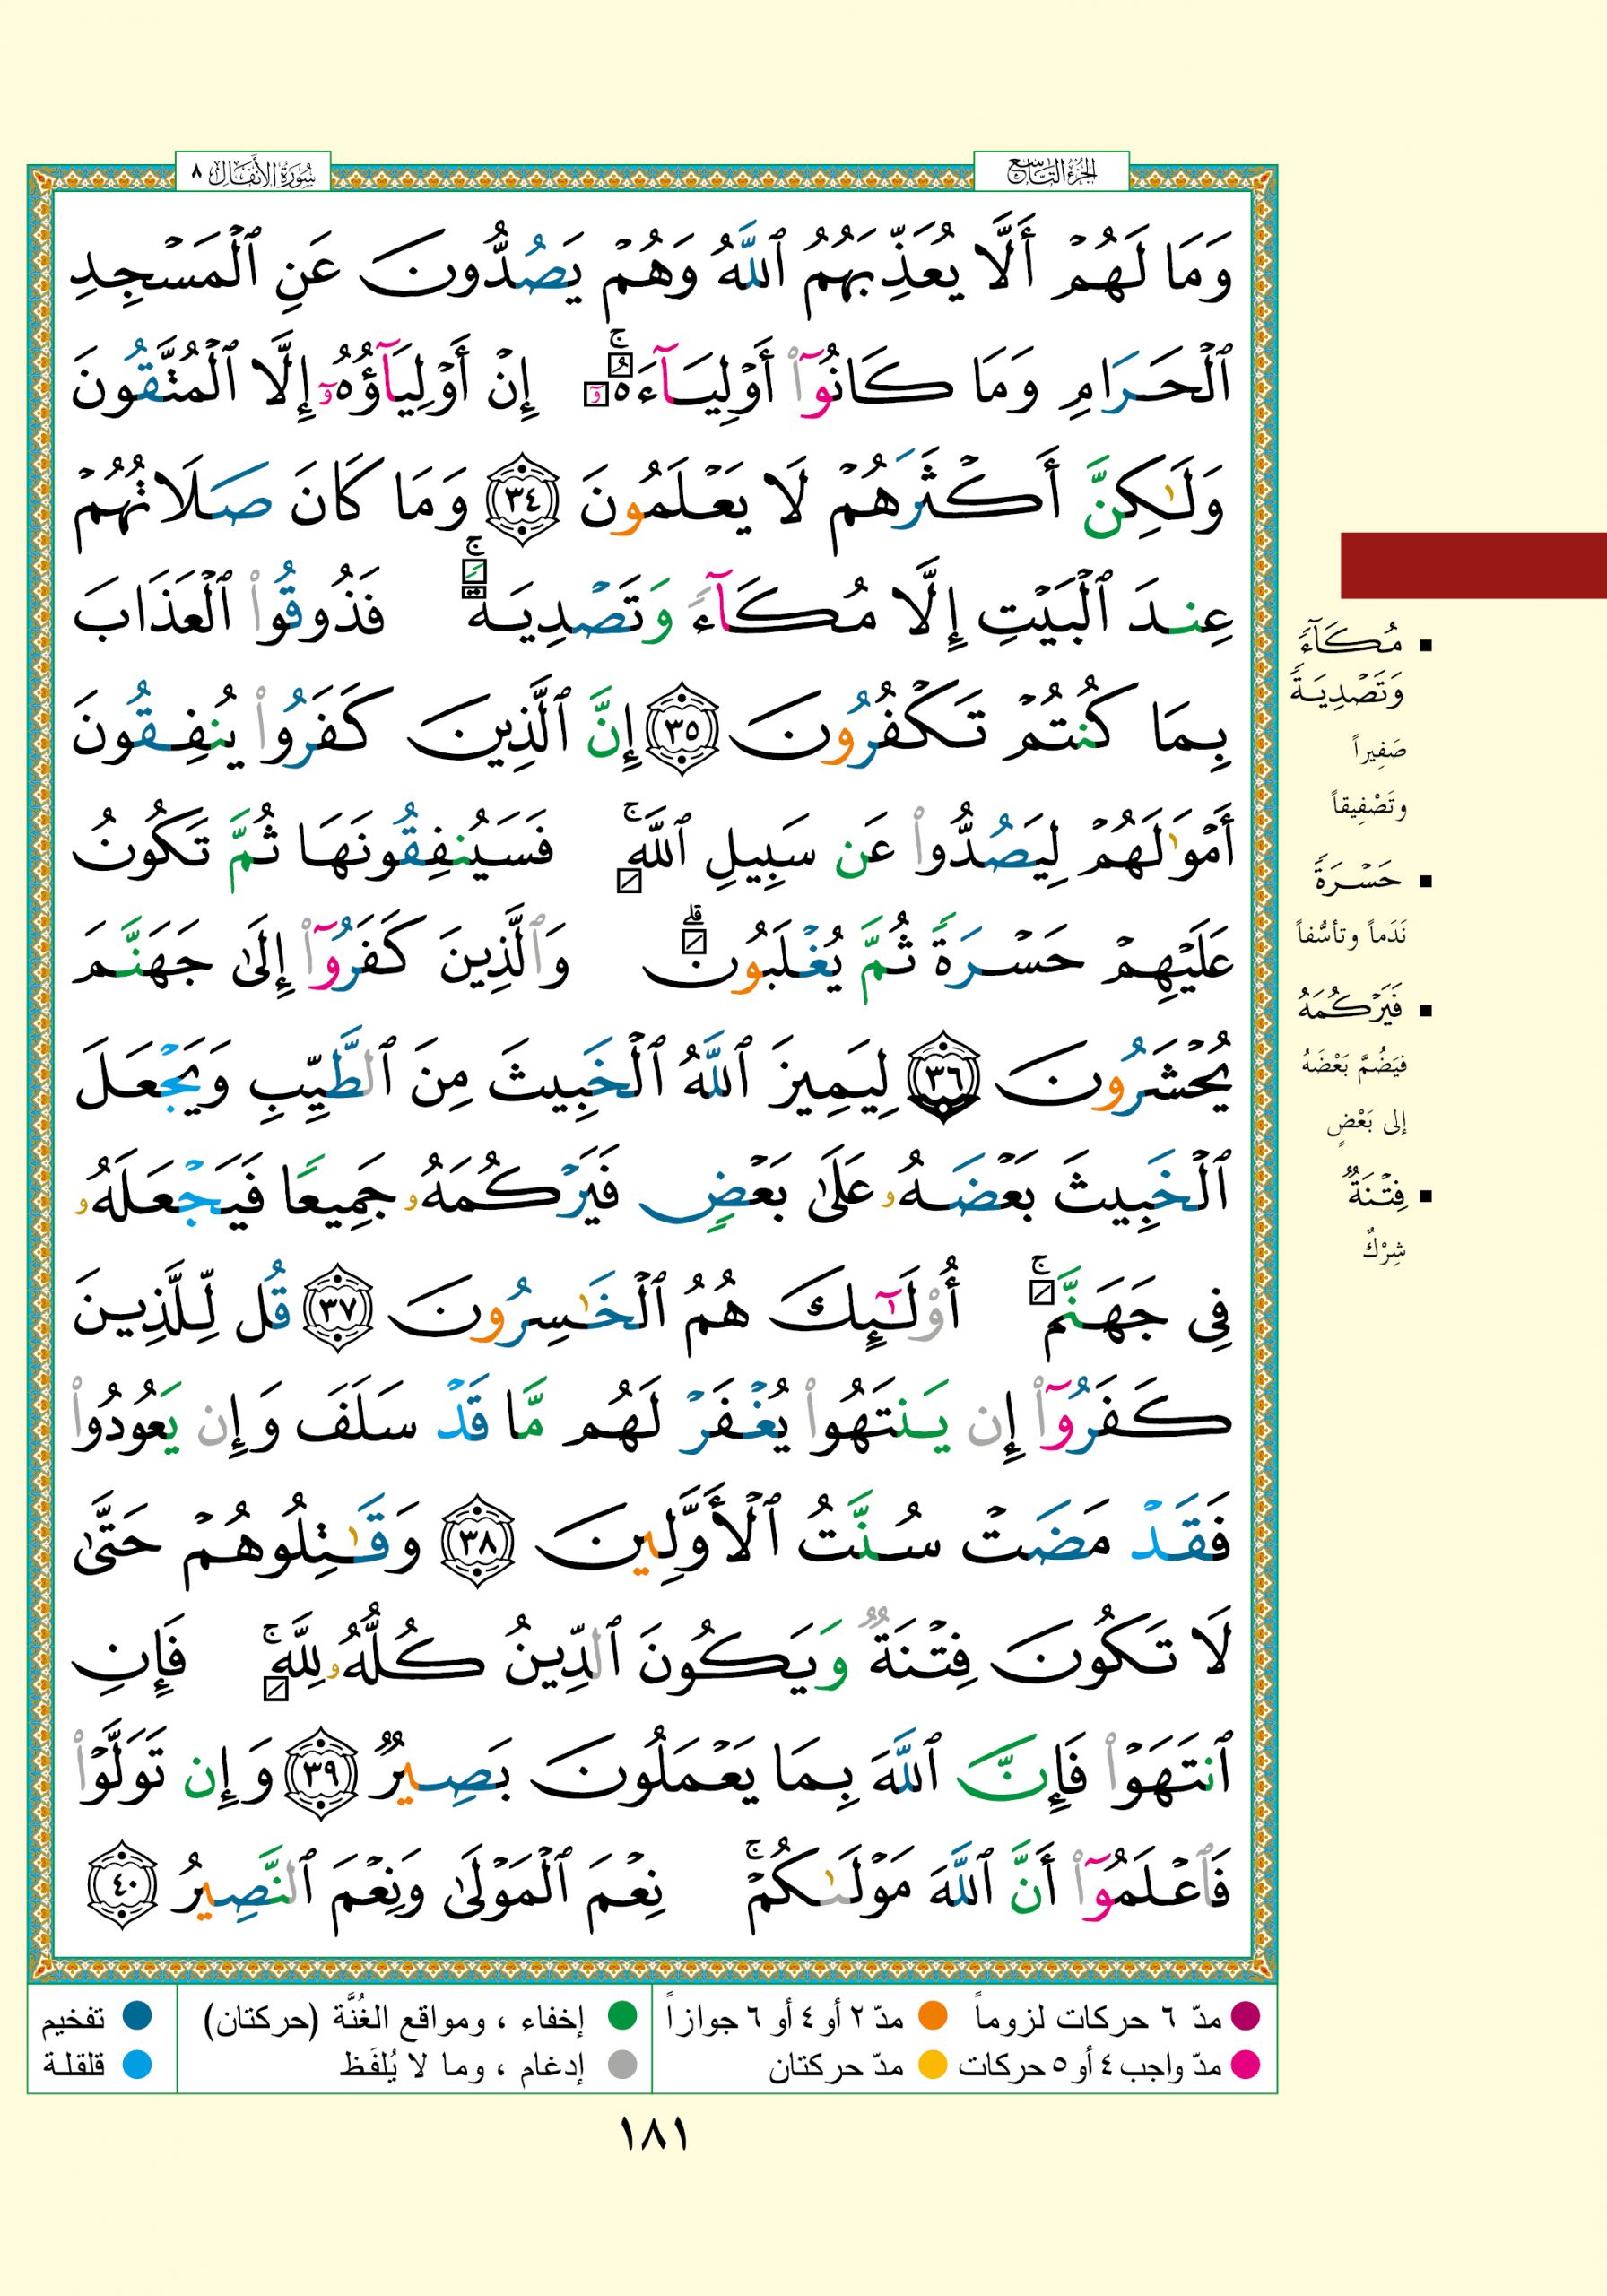 الجزء التاسع
سورة الأنفال ٨
وَمَا لَهُمْ أَلَّا يُعَذِّبَهُمُ ٱللَّهُ وَهُمْ يَصُدُّونَ عَنِ ٱلْمَسْجِدِ
ٱلْحَرَامِ وَمَا كَانُوٓا۟ أَوْلِيَآءَهُۥٓ ۚ إِنْ أَوْلِيَآؤُهُۥٓ إِلَّا ٱلْمُتَّقُونَ
وَلَـٰكِنَّ أَكْثَرَهُمْ لَا يَعْلَمُونَ ٣٤ وَمَا كَانَ صَلَاتُهُمْ
عِندَ ٱلْبَيْتِ إِلَّا مُكَآءً وَتَصْدِيَةً ۚ فَذُوقُوا۟ ٱلْعَذَابَ
بِمَا كُنتُمْ تَكْفُرُونَ ٣٥ إِنَّ ٱلَّذِينَ كَفَرُوا۟ يُنفِقُونَ
أَمْوَٰلَهُمْ لِيَصُدُّوا۟ عَن سَبِيلِ ٱللَّهِ ۚ فَسَيُنفِقُونَهَا ثُمَّ تَكُونُ
عَلَيْهِمْ حَسْرَةً ثُمَّ يُغْلَبُونَ ۗ وَٱلَّذِينَ كَفَرُوٓا۟ إِلَىٰ جَهَنَّمَ
يُحْشَرُونَ ٣٦ لِيَمِيزَ ٱللَّهُ ٱلْخَبِيثَ مِنَ ٱلطَّيِّبِ وَيَجْعَلَ
ٱلْخَبِيثَ بَعْضَهُۥ عَلَىٰ بَعْضٍ فَيَرْكُمَهُۥ جَمِيعًا فَيَجْعَلَهُۥ
فِى جَهَنَّمَ ۚ أُو۟لَـٰٓئِكَ هُمُ ٱلْخَـٰسِرُونَ ٣٧ قُل لِّلَّذِينَ
كَفَرُوٓا۟ إِن يَنتَهُوا۟ يُغْفَرْ لَهُم مَّا قَدْ سَلَفَ وَإِن يَعُودُوا۟
فَقَدْ مَضَتْ سُنَّتُ ٱلْأَوَّلِينَ ٣٨ وَقَـٰتِلُوهُمْ حَتَّىٰ
لَا تَكُونَ فِتْنَةٌ وَيَكُونَ ٱلدِّينُ كُلُّهُۥ لِلَّهِ ۚ فَإِنِ
ٱنتَهَوْا۟ فَإِنَّ ٱللَّهَ بِمَا يَعْمَلُونَ بَصِيرٌ ٣٩ وَإِن تَوَلَّوْا۟
فَٱعْلَمُوٓا۟ أَنَّ ٱللَّهَ مَوْلَىٰكُمْ ۚ نِعْمَ ٱلْمَوْلَىٰ وَنِعْمَ ٱلنَّصِيرُ ٤٠
مُكَآءً
وَتَصْدِيَةً
صَفِيراً
وتَصْفِيقاً
حَسْرَةً
نَدَماً وتأسُّفاً
فَيَرْكُمَهُ
فيَضُمَّ بَعْضَهُ
إلى بَعْضٍ
فِتْنَةٌ
شِرْكٌ
مدّ ٦ حركات لزوماً مدّ ٢ أو ٤ أو ٦ جوازاً إخفاء ، ومواقع الغُنَّة (حركتان) تفخيم
مدّ واجب ٤ أو ٥ حركات مدّ حركتان إدغام ، وما لا يُلفَظ قلقلة
١٨١